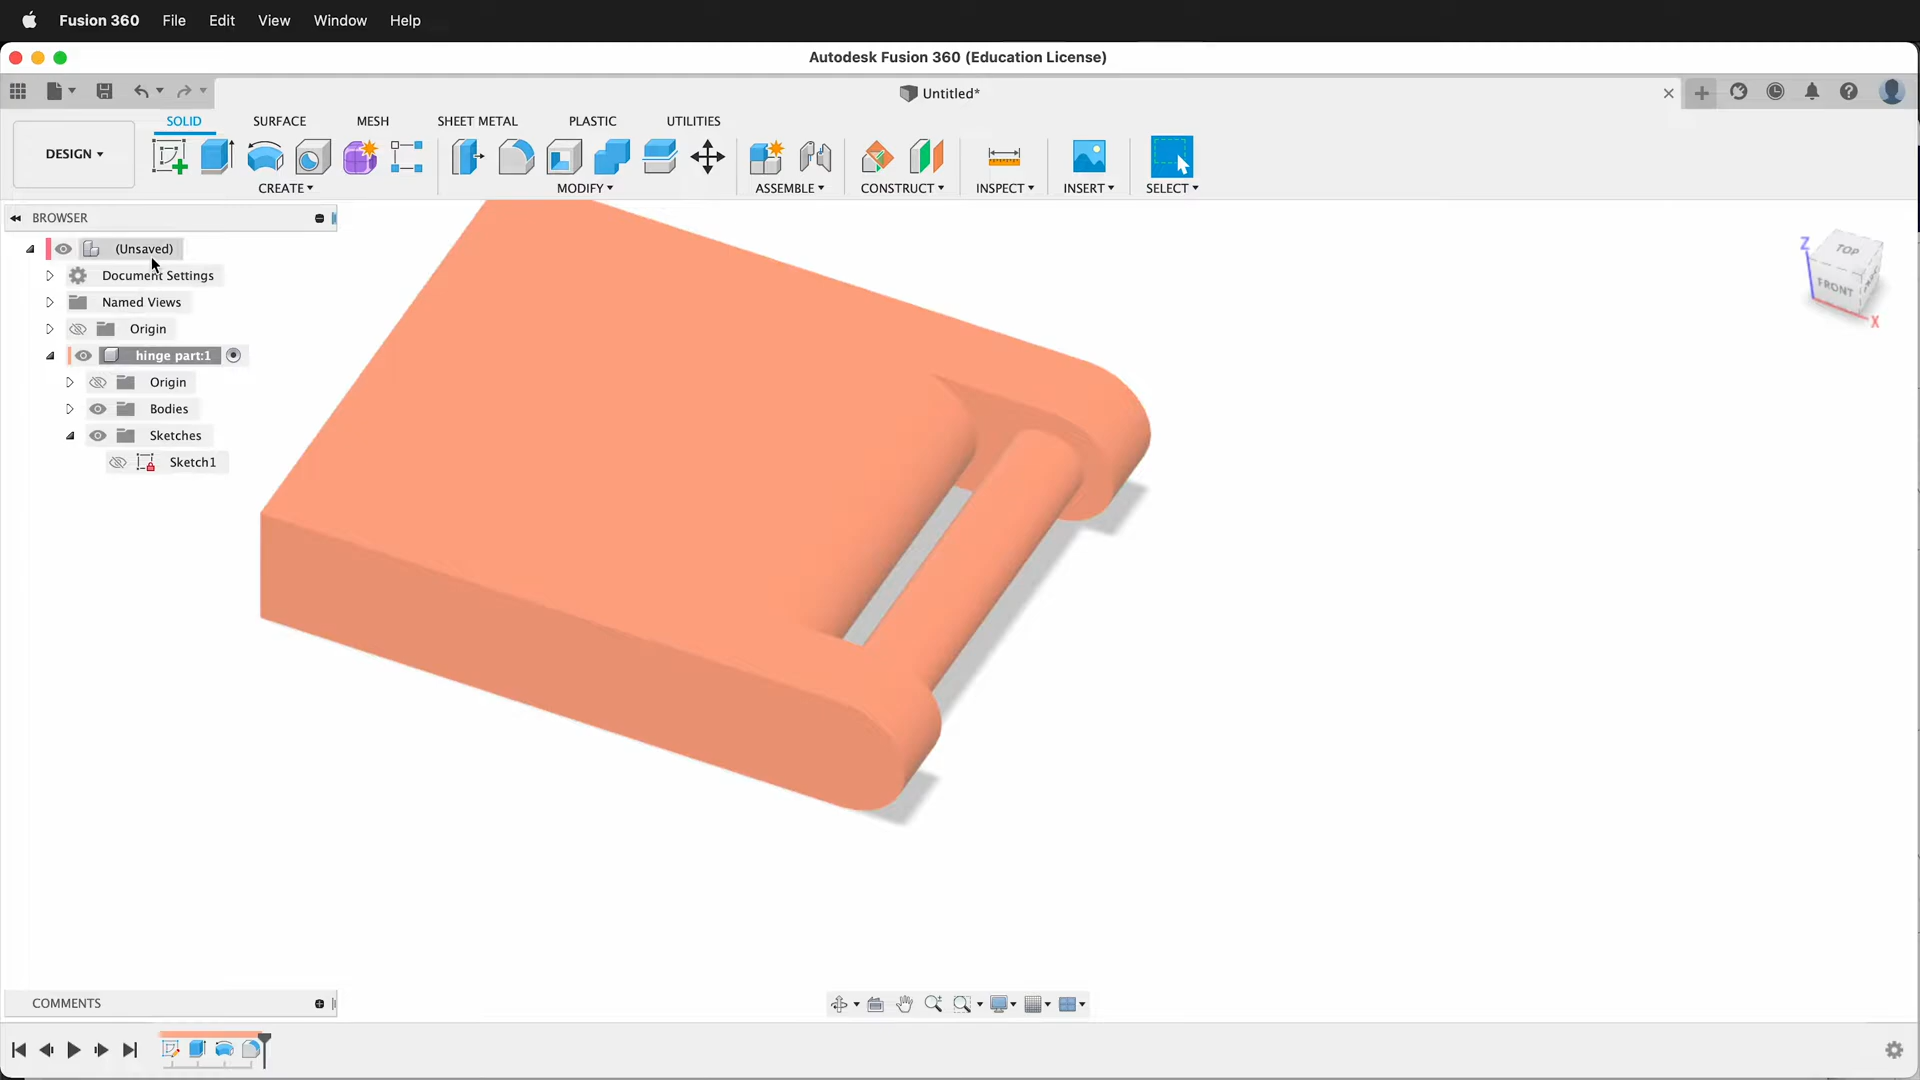 Fusion 360 File Edit View Window Help
Autodesk Fusion 360 (Education License)
Untitled*
SOLID SURFACE MESH SHEET METAL PLASTIC UTILITIES
DESIGN
CREATE MODIFY ASSEMBLE CONSTRUCT INSPECT INSERT SELECT
BROWSER
(Unsaved)
Document Settings
Named Views
Origin
hinge part:1
Origin
Bodies
Sketches
Sketch1
TOP
FRONT
Z
X
COMMENTS